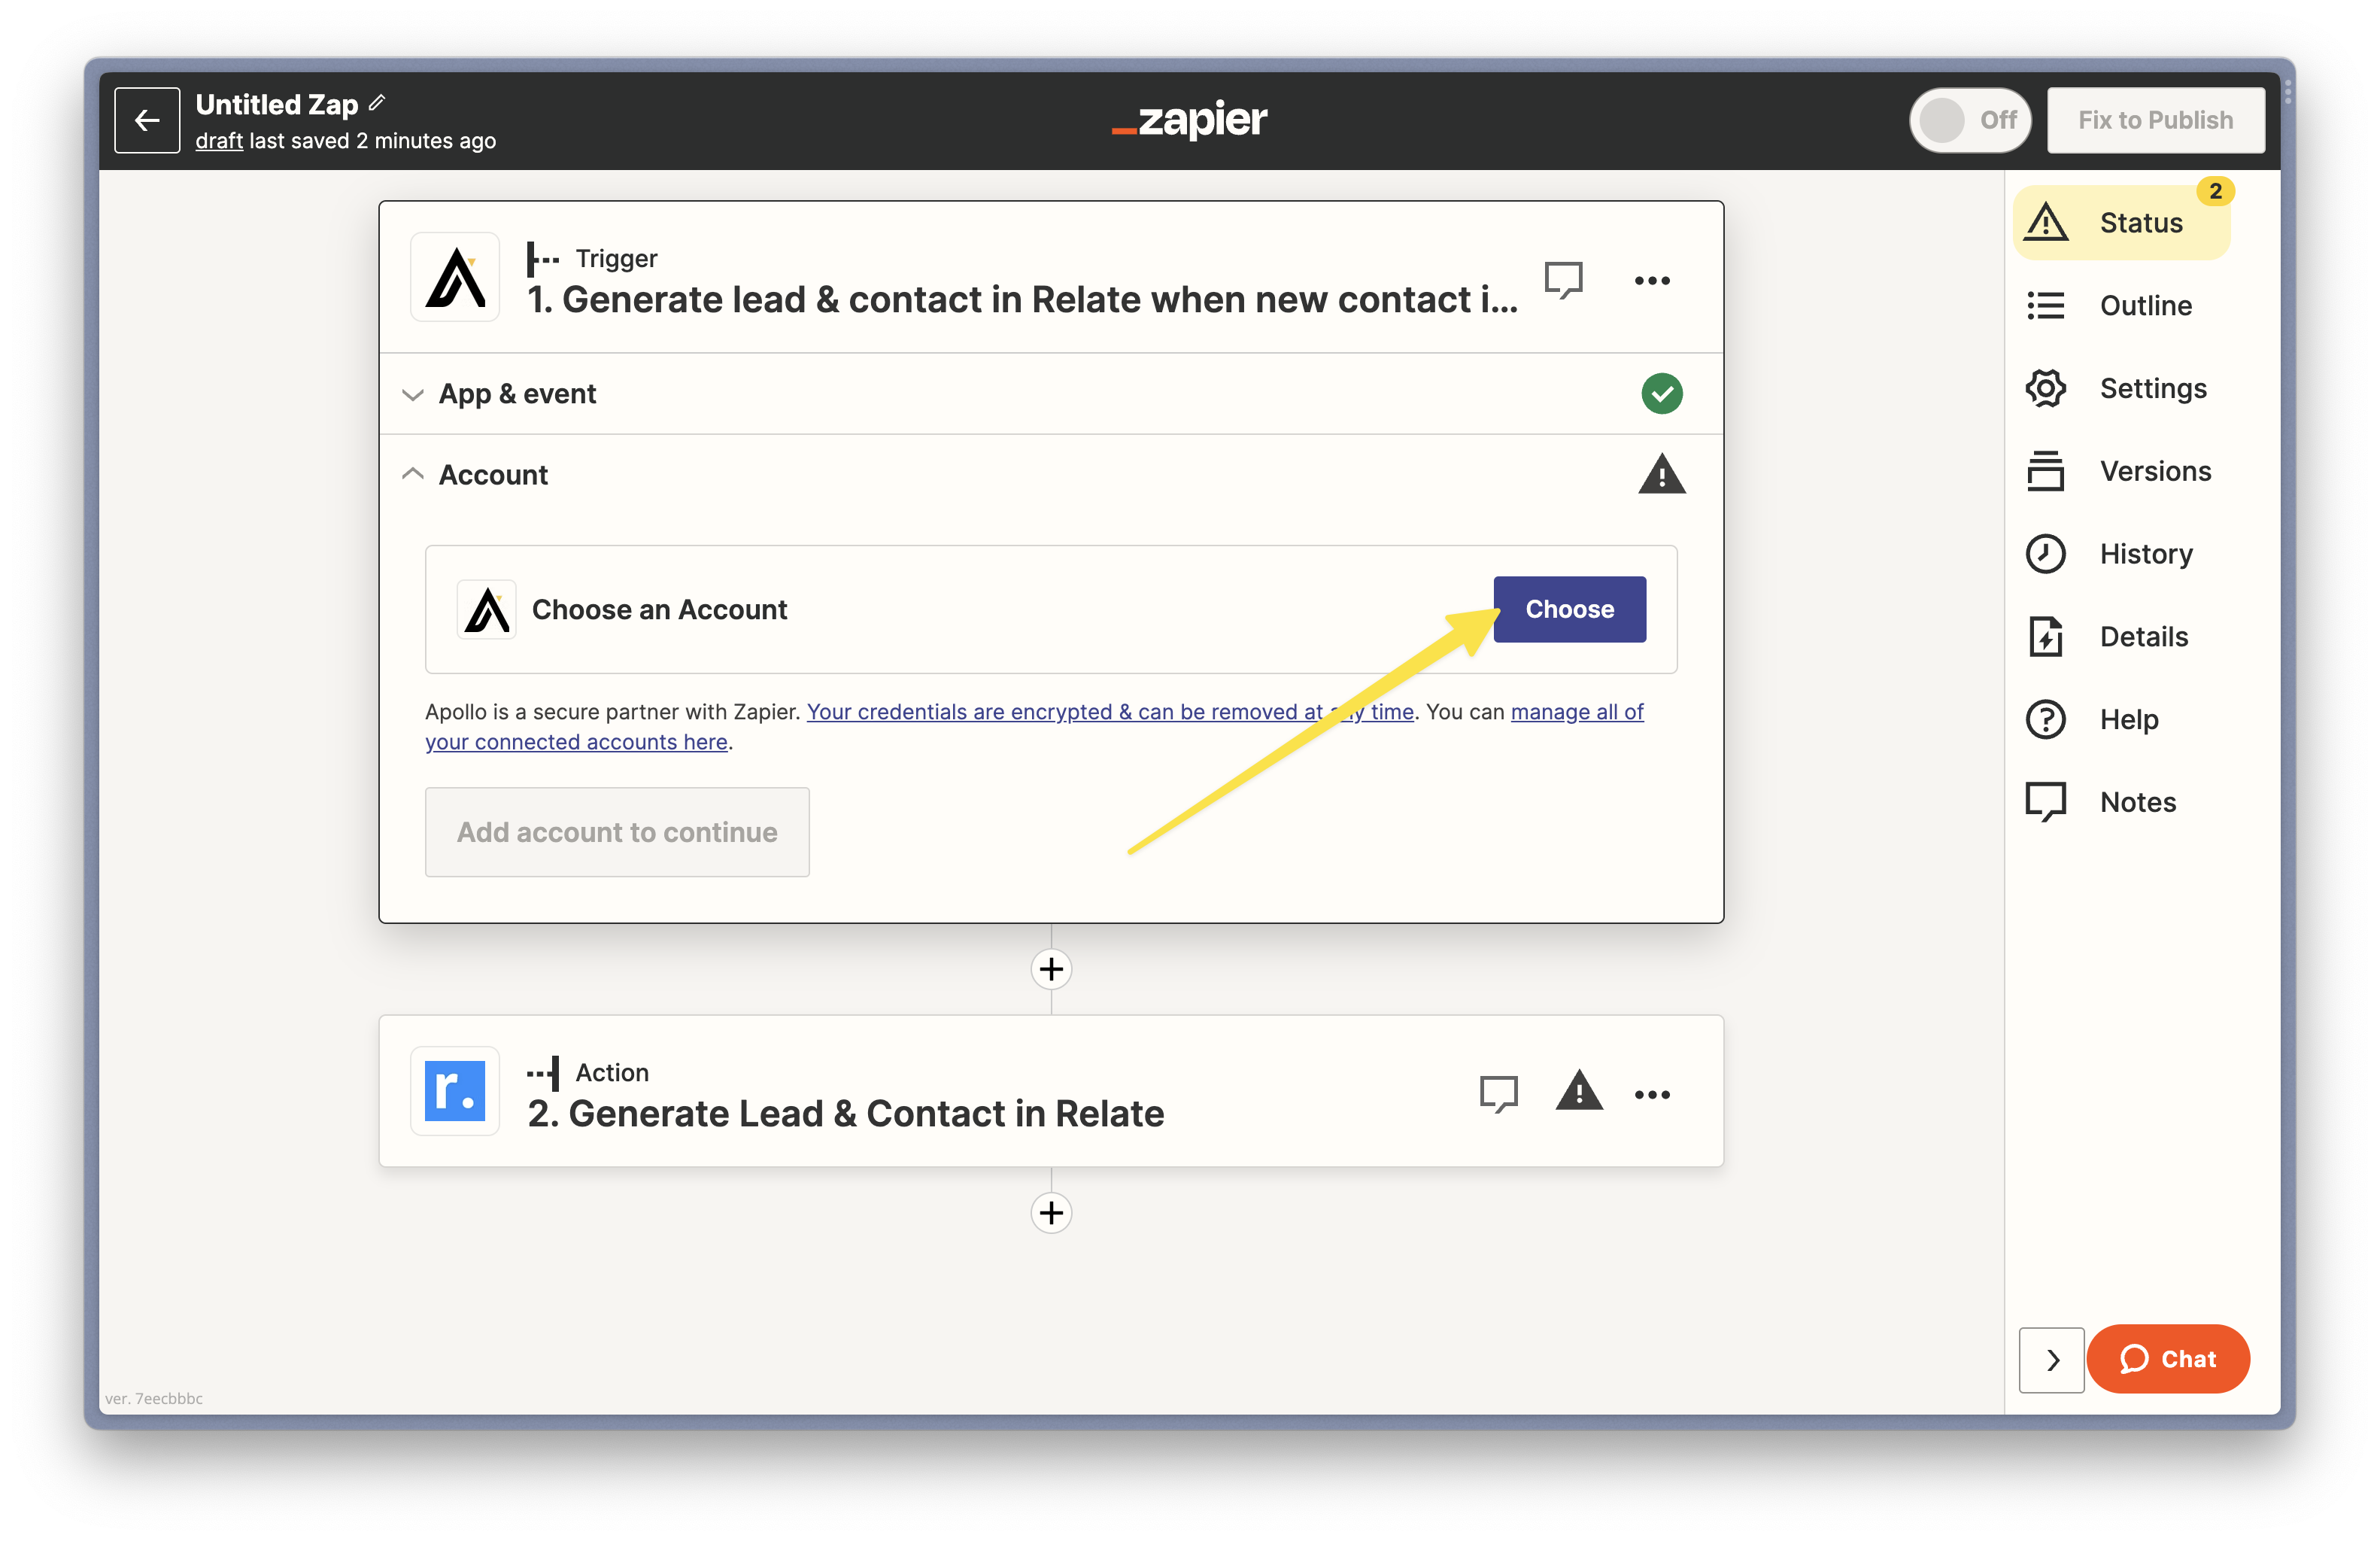 Untitled Zap
draft last saved 2 minutes ago
zapier
Off
Fix to Publish
Trigger
1. Generate lead & contact in Relate when new contact i...
App & event
Account
Choose an Account
Choose
Apollo is a secure partner with Zapier. Your credentials are encrypted & can be removed at any time. You can manage all of
your connected accounts here.
Add account to continue
Action
r.
2. Generate Lead & Contact in Relate
2
Status
Outline
Settings
Versions
History
Details
Help
Notes
Chat
ver. 7eecbbbc